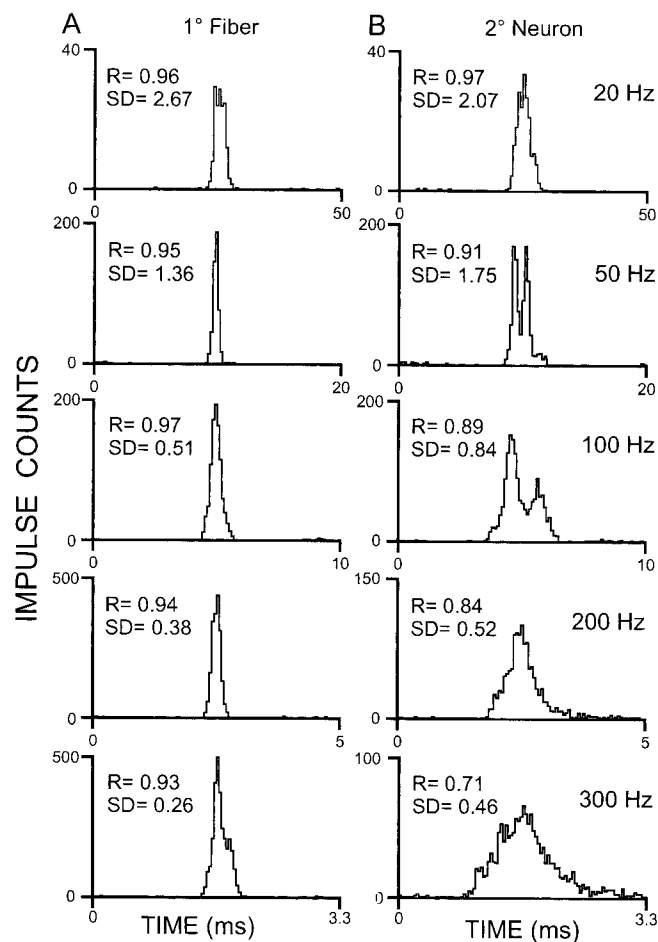 A 1° Fiber B 2° Neuron
40 40
R= 0.96 R= 0.97 20 Hz
SD= 2.67 SD= 2.07
0 0
0 50 0 50
200 200
R= 0.95 R= 0.91 50 Hz
SD= 1.36 SD= 1.75
0 0
0 20 0 20
200 200
R= 0.97 R= 0.89 100 Hz
SD= 0.51 SD= 0.84
0 0
0 10 0 10
500 150
R= 0.94 R= 0.84 200 Hz
SD= 0.38 SD= 0.52
0 0
0 5 0 5
500 100
R= 0.93 R= 0.71 300 Hz
SD= 0.26 SD= 0.46
0 0
0 TIME (ms) 3.3 0 TIME (ms) 3.3
IMPULSE COUNTS